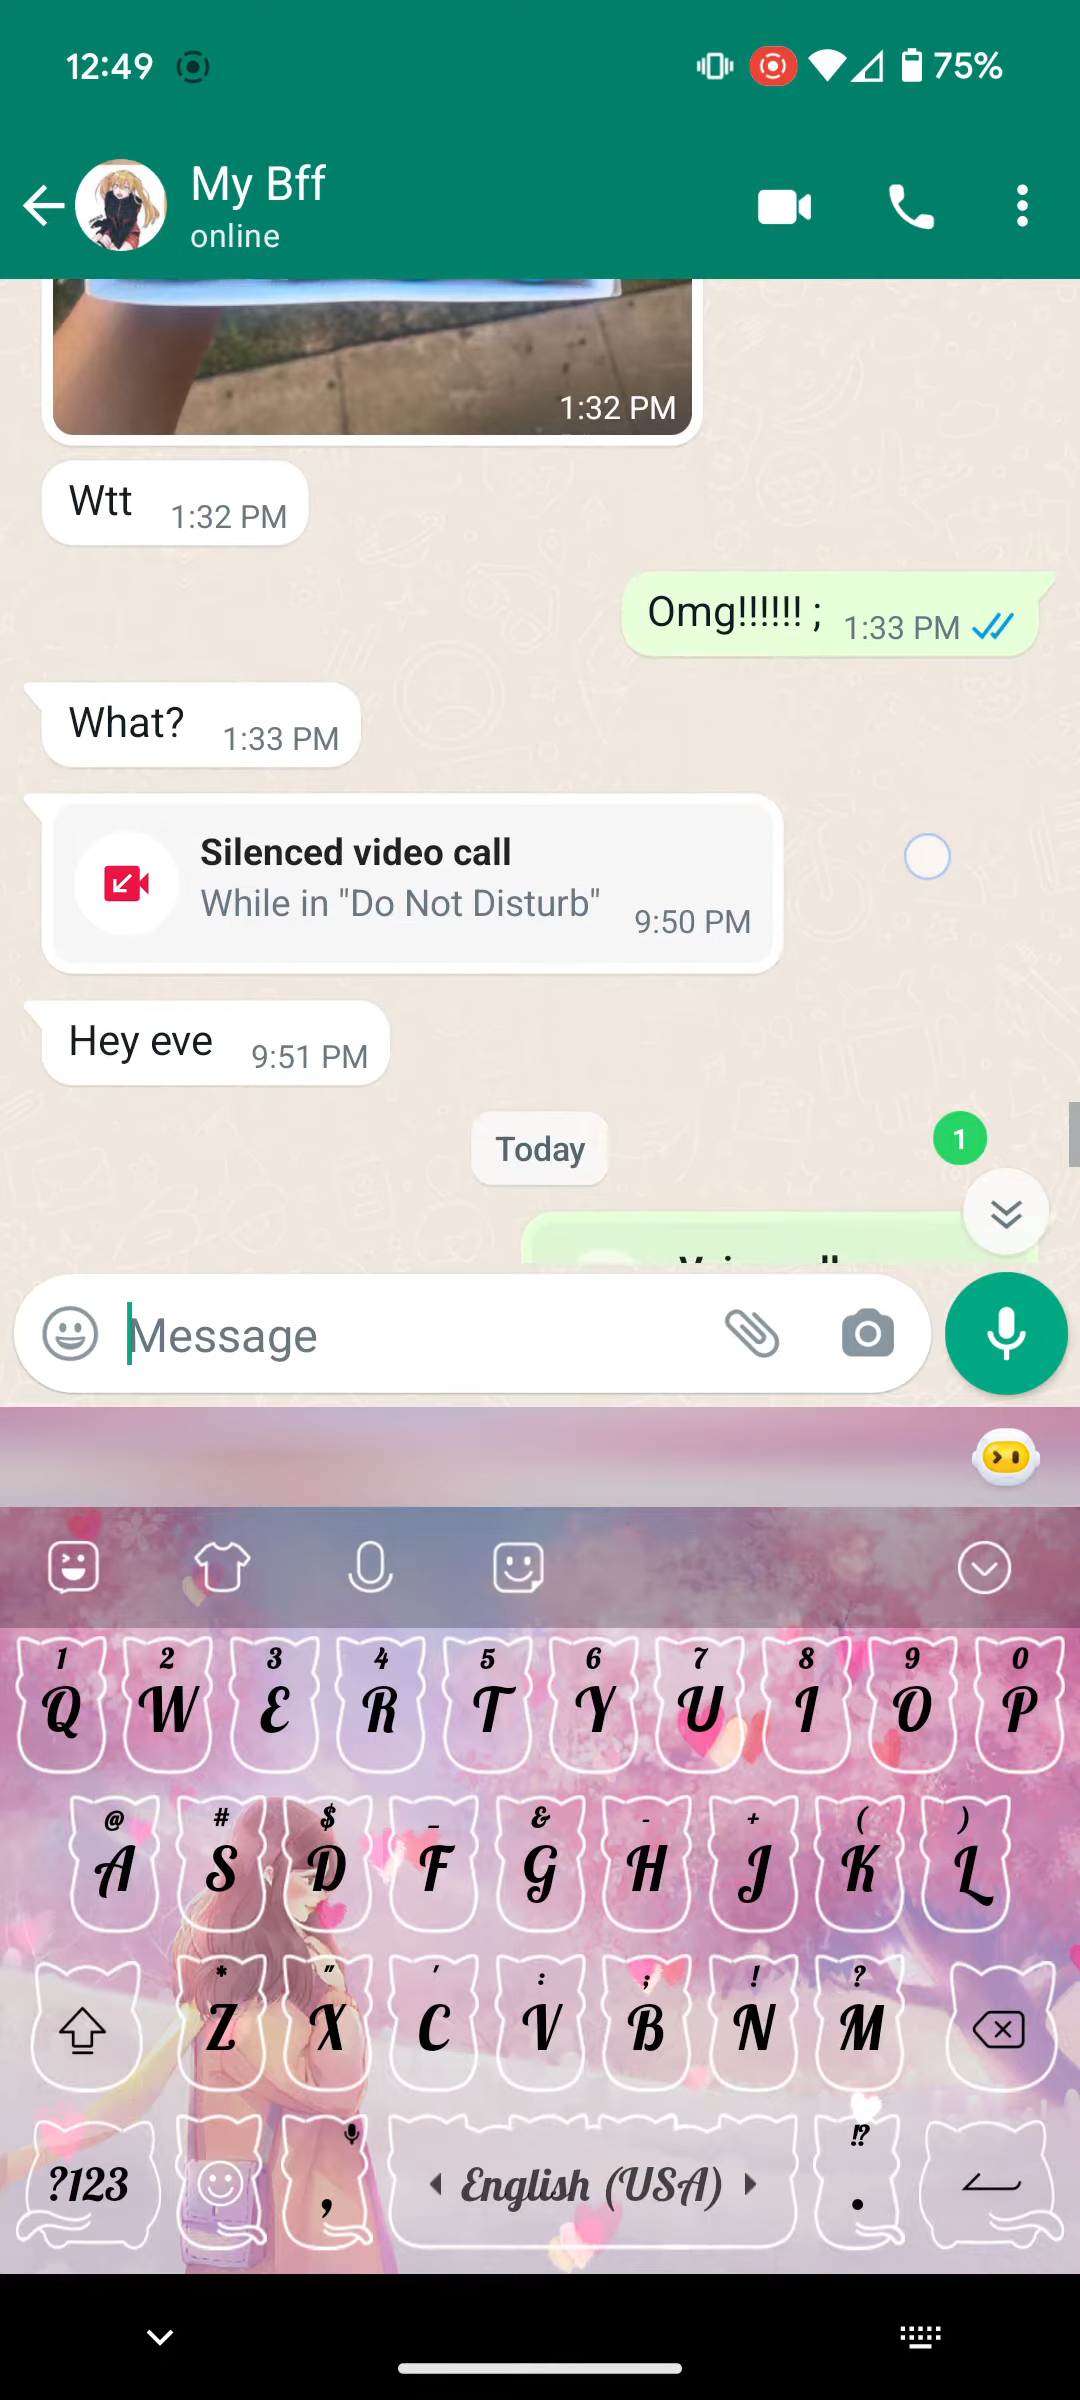 12:49
75%
My Bff
online
1:32 PM
Wtt 1:32 PM
Omg!!!!!! ; 1:33 PM
What? 1:33 PM
Silenced video call
While in "Do Not Disturb" 9:50 PM
Hey eve 9:51 PM
Today
1
Message
1 2 3 4 5 6 7 8 9 0
Q W E R T Y U I O P
@ # $ _ & - + ( )
A S D F G H J K L
* " ' : ; ! ?
Z X C V B N M
!?
?123 , English (USA) .